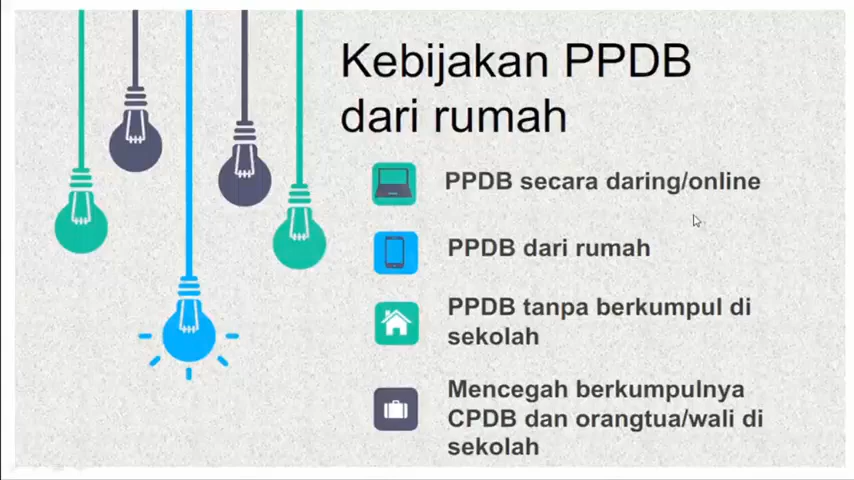 Kebijakan PPDB
dari rumah
PPDB secara daring/online
PPDB dari rumah
PPDB tanpa berkumpul di
sekolah
Mencegah berkumpulnya
CPDB dan orangtua/wali di
sekolah